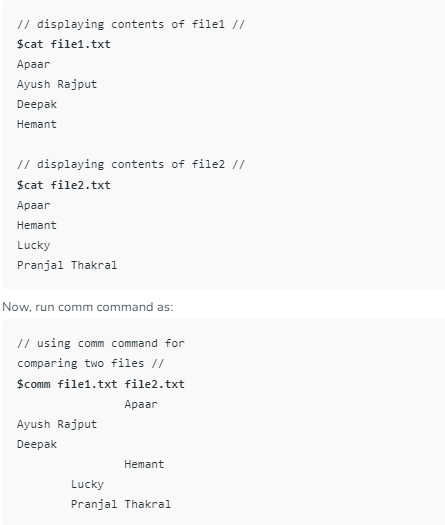 // displaying contents of file1 //
$cat file1.txt
Apaar
Ayush Rajput
Deepak
Hemant

// displaying contents of file2 //
$cat file2.txt
Apaar
Hemant
Lucky
Pranjal Thakral
Now, run comm command as:
// using comm command for
comparing two files //
$comm file1.txt file2.txt
                Apaar
Ayush Rajput
Deepak
                Hemant
        Lucky
        Pranjal Thakral